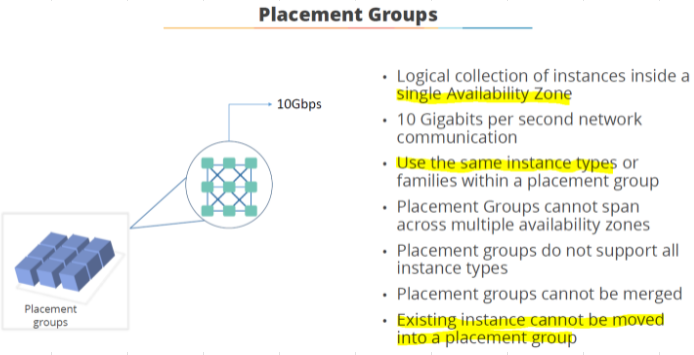 Placement Groups
10Gbps
Placement
groups
• Logical collection of instances inside a
single Availability Zone
• 10 Gigabits per second network
communication
• Use the same instance types or
families within a placement group
• Placement Groups cannot span
across multiple availability zones
• Placement groups do not support all
instance types
• Placement groups cannot be merged
• Existing instance cannot be moved
into a placement group